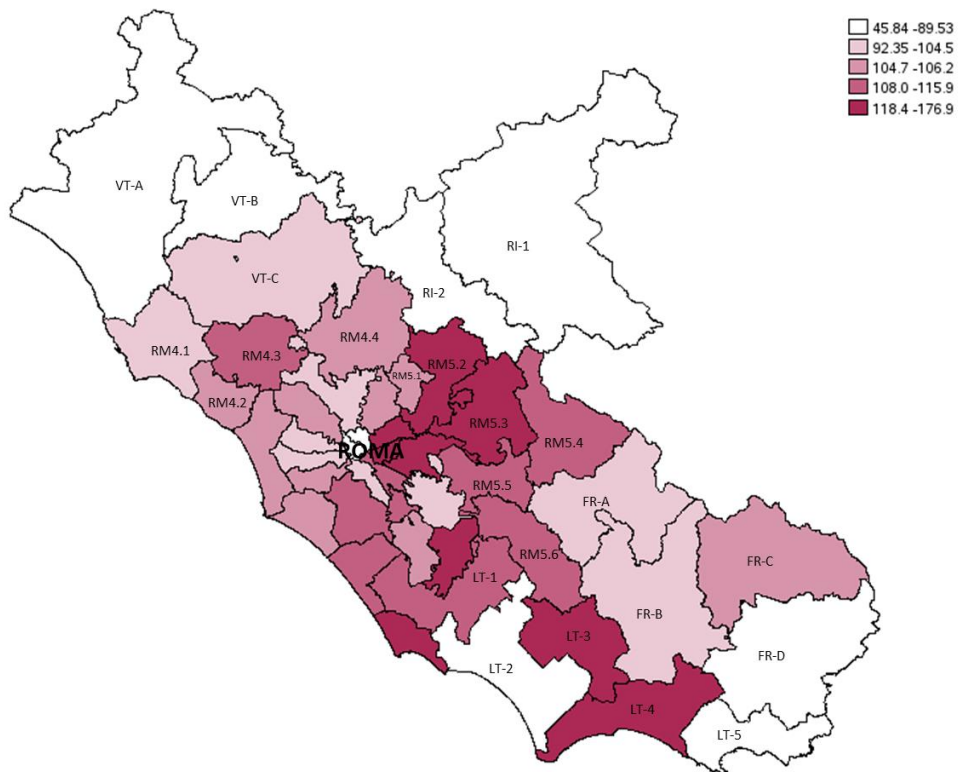 45.84 -89.53
92.35 -104.5
104.7 -106.2
108.0 -115.9
118.4 -176.9
VT-A
VT-B
RI-1
VT-C
RI-2
RM4.4
RM4.1
RM4.3
RM5.2
RM5.1
RM4.2
RM5.3
RM5.4
ROMA
RM5.5
FR-A
RM5.6
FR-C
LT-1
FR-B
LT-3
FR-D
LT-2
LT-4
LT-5